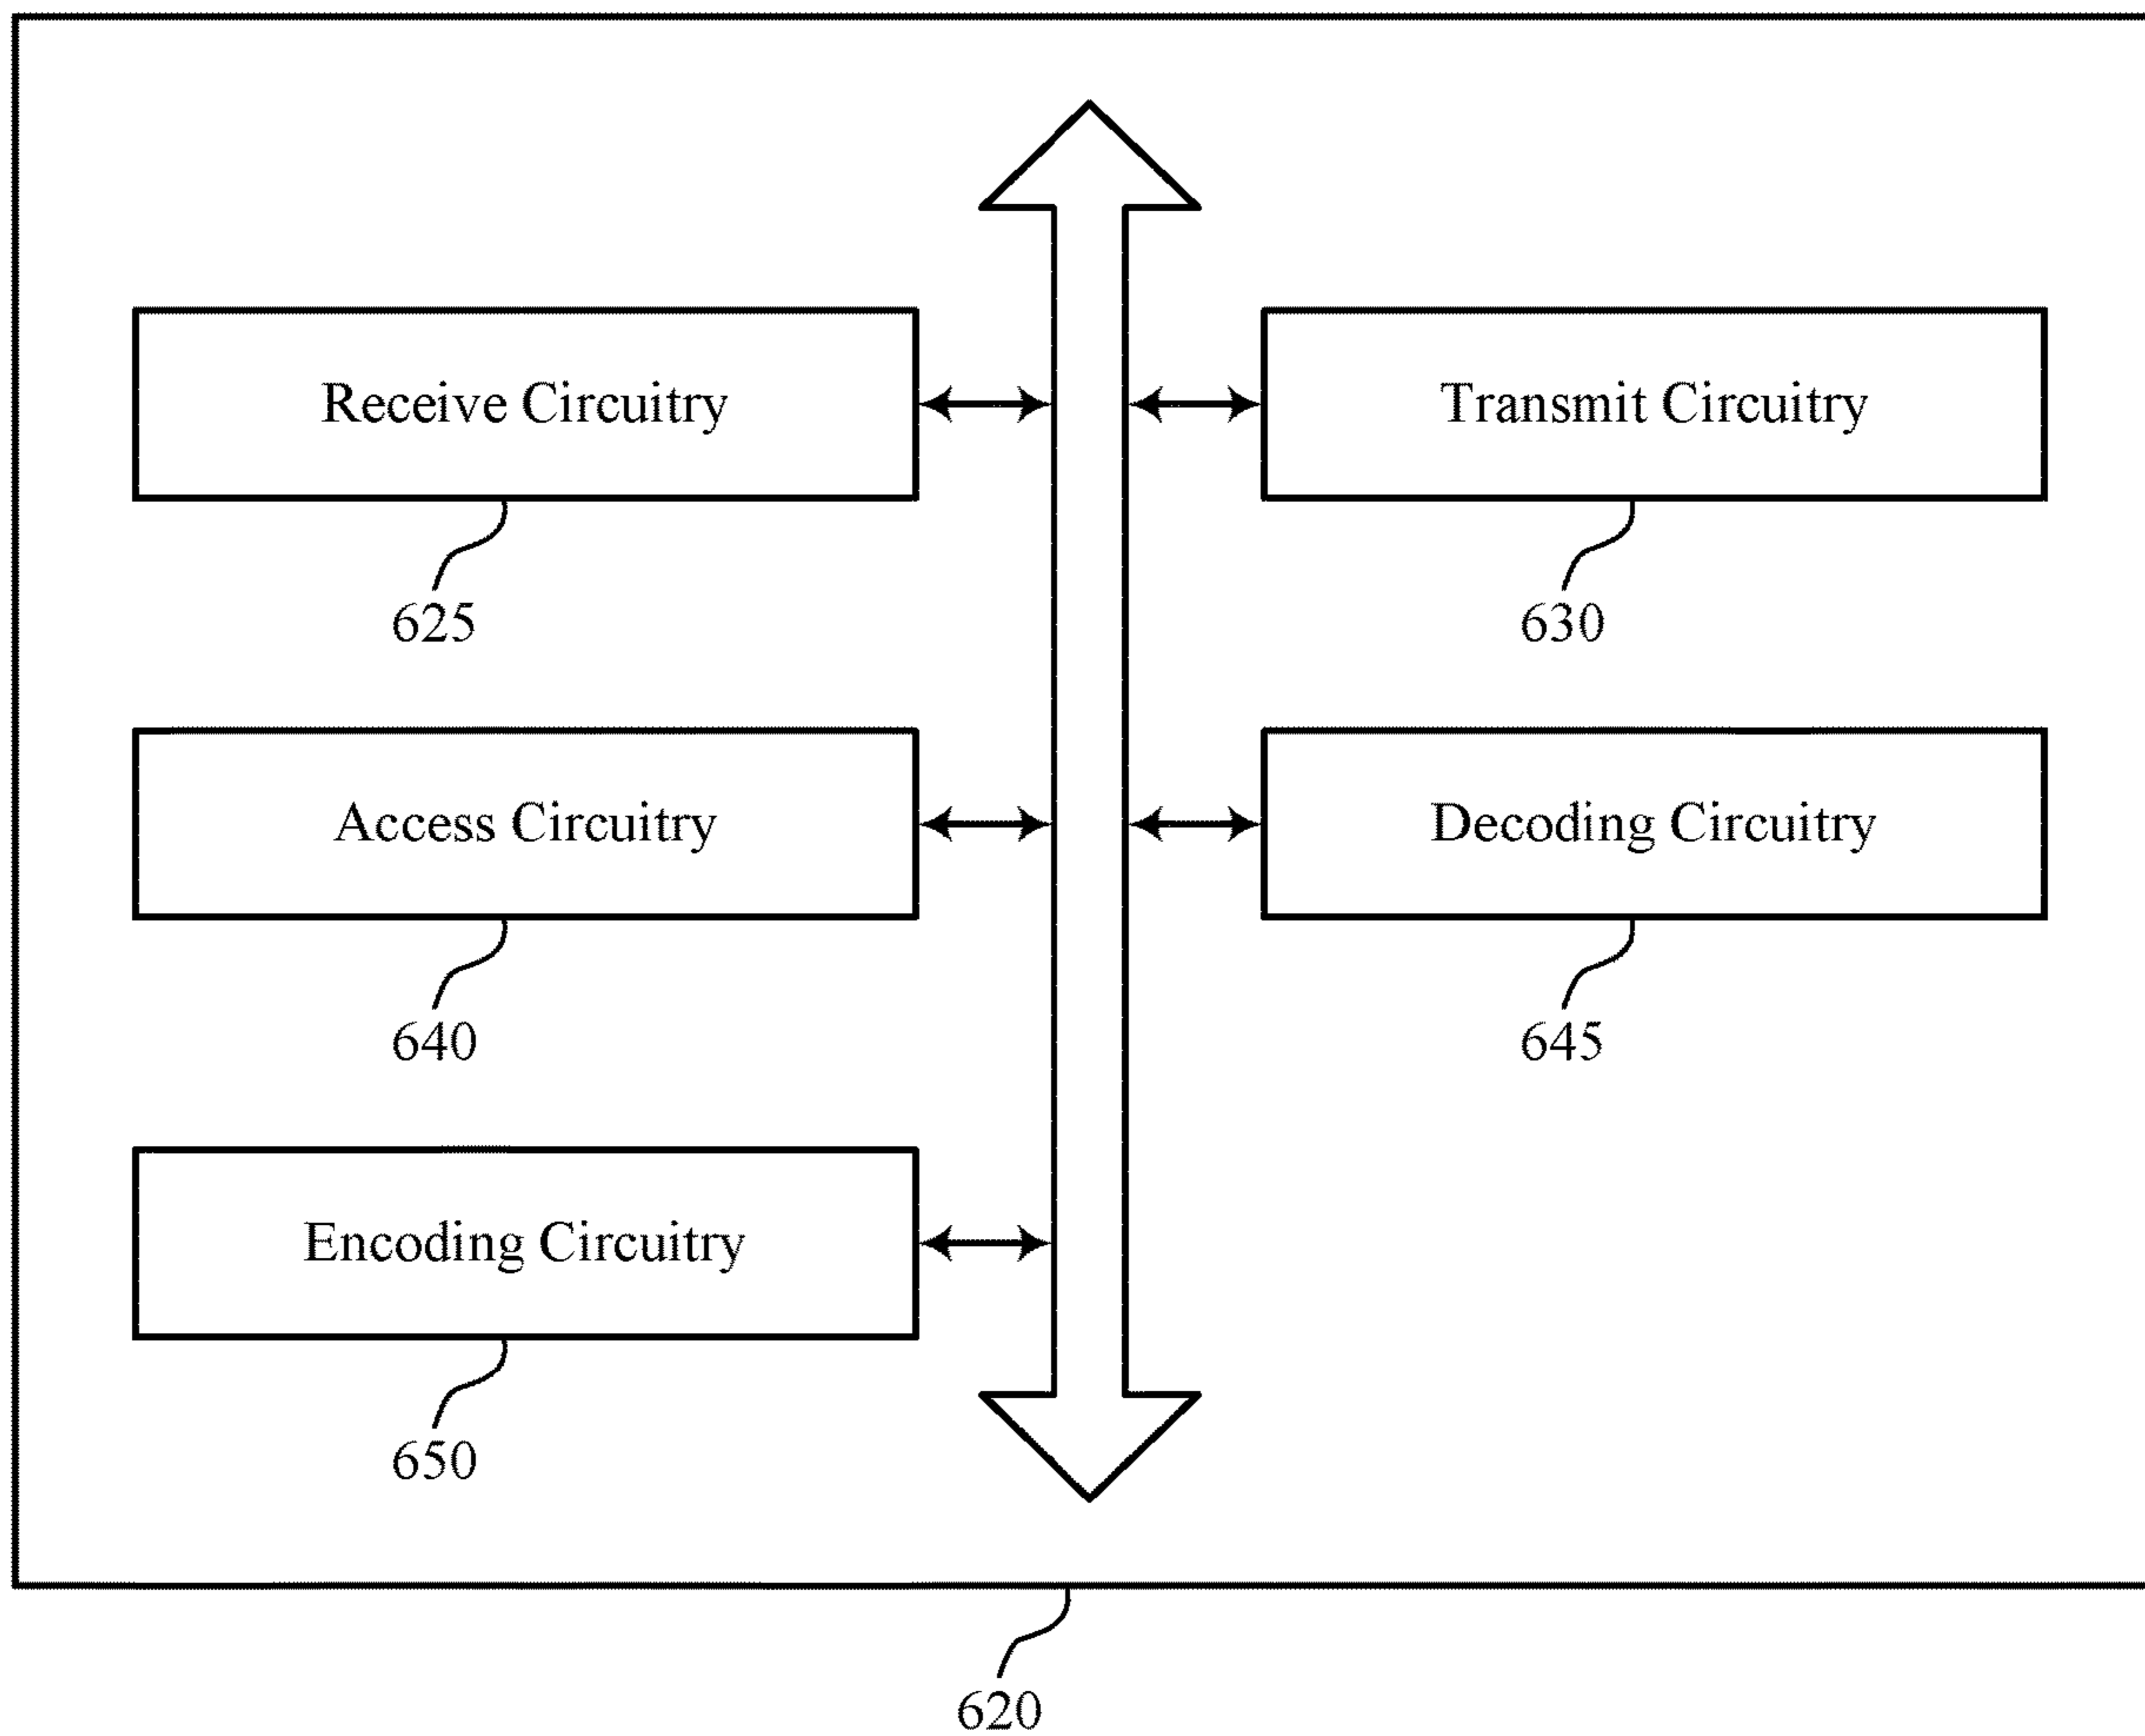 Receive Circuitry
Transmit Circuitry
625
630
Access Circuitry
Decoding Circuitry
640
645
Encoding Circuitry
650
620